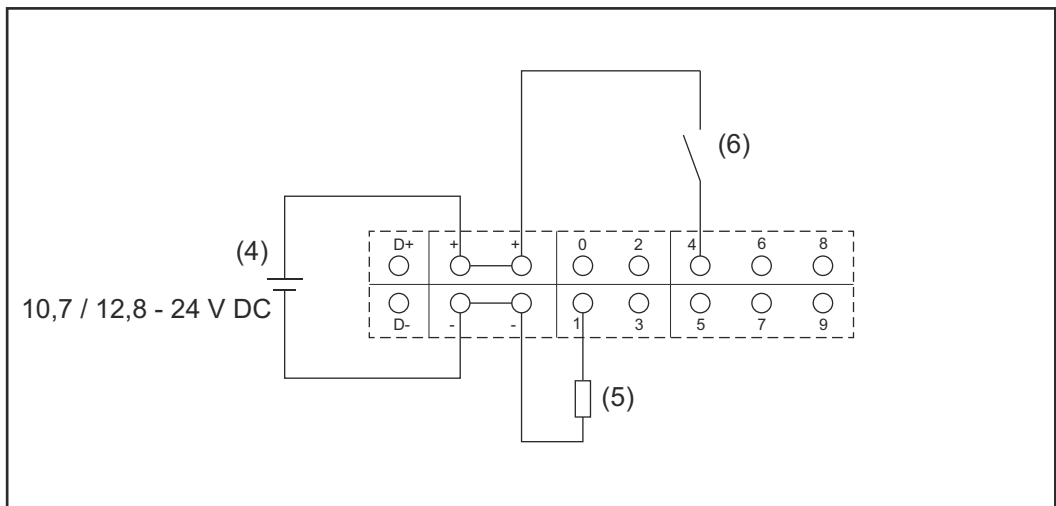 (6)
(4)
10,7 / 12,8 - 24 V DC
D+ + + 0 2 4 6 8
D- - - 1 3 5 7 9
(5)